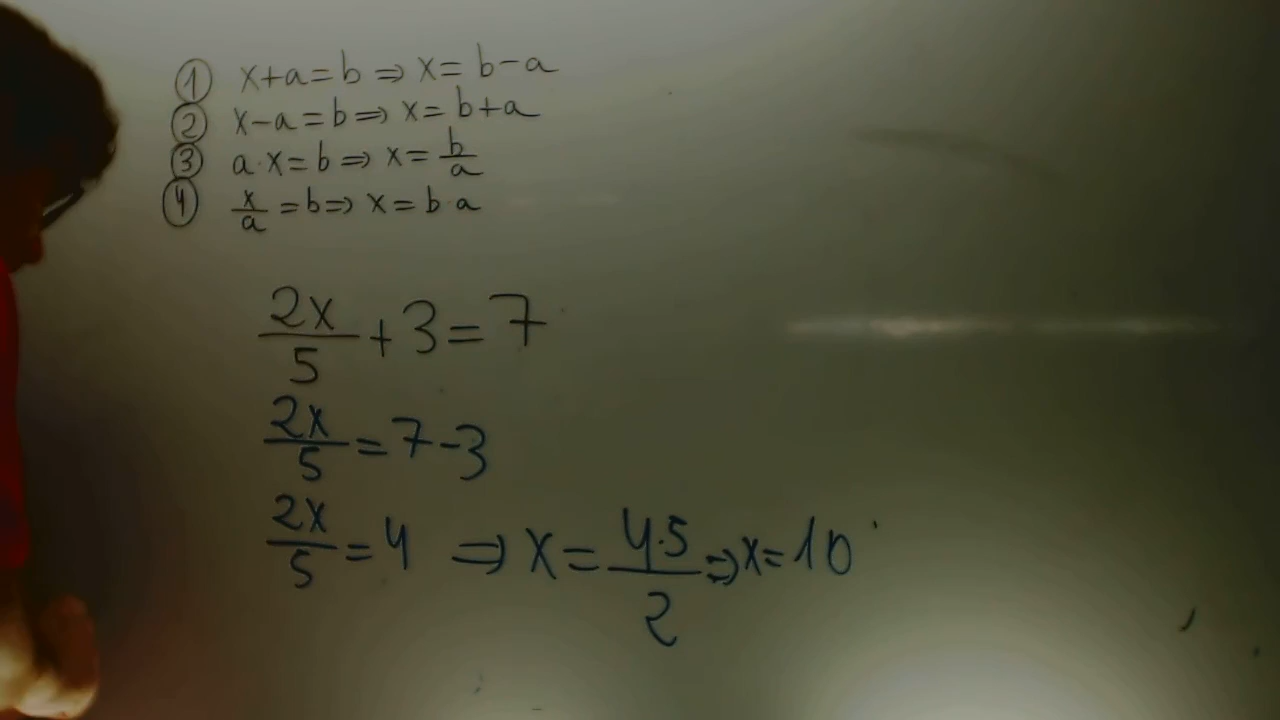 ① x+a=b ⇒ x= b-a
② x-a=b ⇒ x= b+a
③ a·x=b ⇒ x= b/a
④ x/a =b ⇒ x= b·a
2x/5 +3=7
2x/5 =7-3
2x/5 =4 ⇒ x= 4·5/2 ⇒ x=10